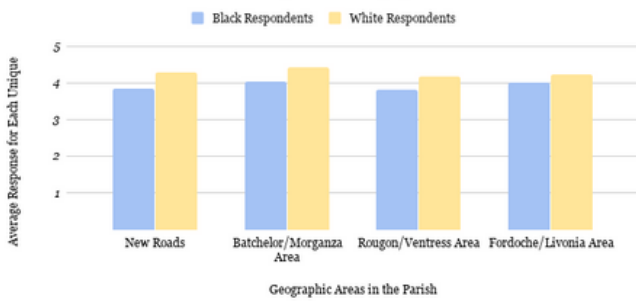 Black Respondents White Respondents
Average Response for Each Unique
5
4
3
2
1
New Roads Batchelor/Morganza Area Rougon/Ventress Area Fordoche/Livonia Area
Geographic Areas in the Parish